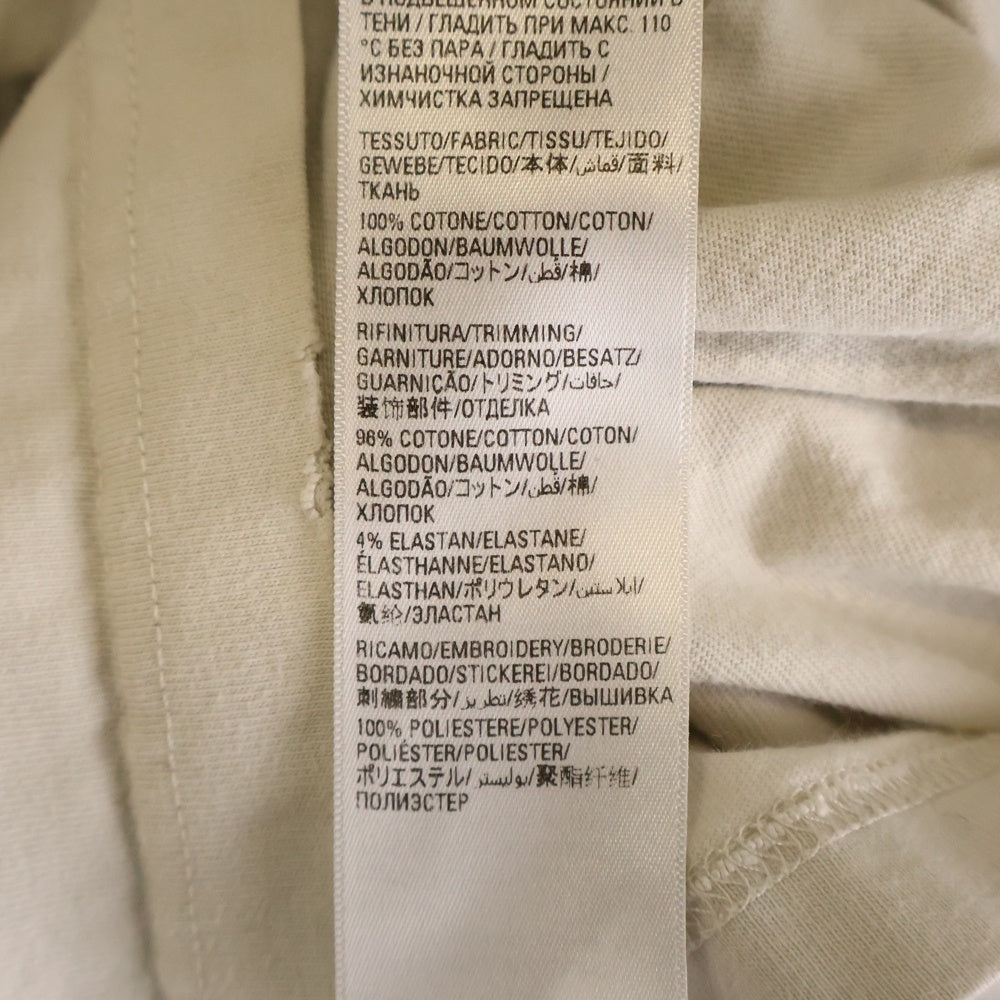 В ПОДВЕШЕННОМ СОСТОЯНИИ В
ТЕНИ / ГЛАДИТЬ ПРИ МАКС. 110
°C БЕЗ ПАРА / ГЛАДИТЬ С
ИЗНАНОЧНОЙ СТОРОНЫ /
ХИМЧИСТКА ЗАПРЕЩЕНА
TESSUTO/FABRIC/TISSU/TEJIDO/
GEWEBE/TECIDO/本体/قماش/面料/
ТКАНЬ
100% COTONE/COTTON/COTON/
ALGODON/BAUMWOLLE/
ALGODÃO/コットン/قطن/棉/
ХЛОПОК
RIFINITURA/TRIMMING/
GARNITURE/ADORNO/BESATZ/
GUARNIÇÃO/トリミング/حافات/
装饰部件/ОТДЕЛКА
96% COTONE/COTTON/COTON/
ALGODON/BAUMWOLLE/
ALGODÃO/コットン/قطن/棉/
ХЛОПОК
4% ELASTAN/ELASTANE/
ÉLASTHANNE/ELASTANO/
ELASTHAN/ポリウレタン/إيلاستين/
氨纶/ЭЛАСТАН
RICAMO/EMBROIDERY/BRODERIE/
BORDADO/STICKEREI/BORDADO/
刺繍部分/تطريز/绣花/ВЫШИВКА
100% POLIESTERE/POLYESTER/
POLIÉSTER/POLIESTER/
ポリエステル/بوليستر/聚酯纤维/
ПОЛИЭСТЕР